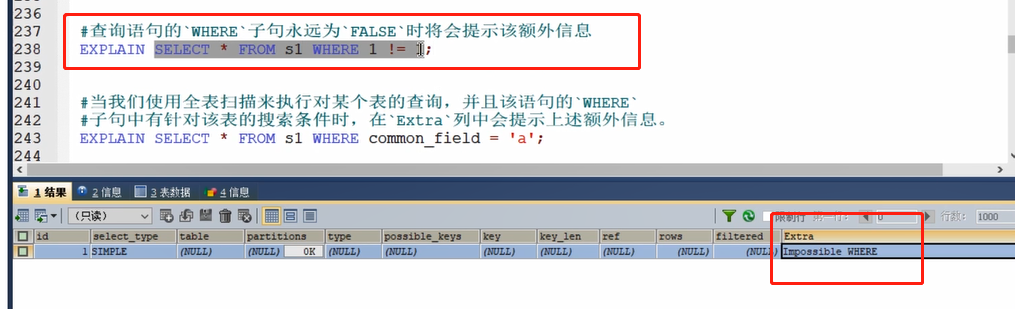 236
237 #查询语句的`WHERE`子句永远为`FALSE`时将会提示该额外信息
238 EXPLAIN SELECT * FROM s1 WHERE 1 != 1;
239
240
241 #当我们使用全表扫描来执行对某个表的查询，并且该语句的`WHERE`
242 #子句中有针对该表的搜索条件时，在`Extra`列中会提示上述额外信息。
243 EXPLAIN SELECT * FROM s1 WHERE common_field = 'a';
244
1 结果 2 信息 3 表数据 4 信息
(只读) 限制行 第一行: 0 行数: 1000
id select_type table partitions type possible_keys key key_len ref rows filtered Extra
1 SIMPLE (NULL) (NULL) 0K (NULL) (NULL) (NULL) (NULL) (NULL) (NULL) (NULL) Impossible WHERE